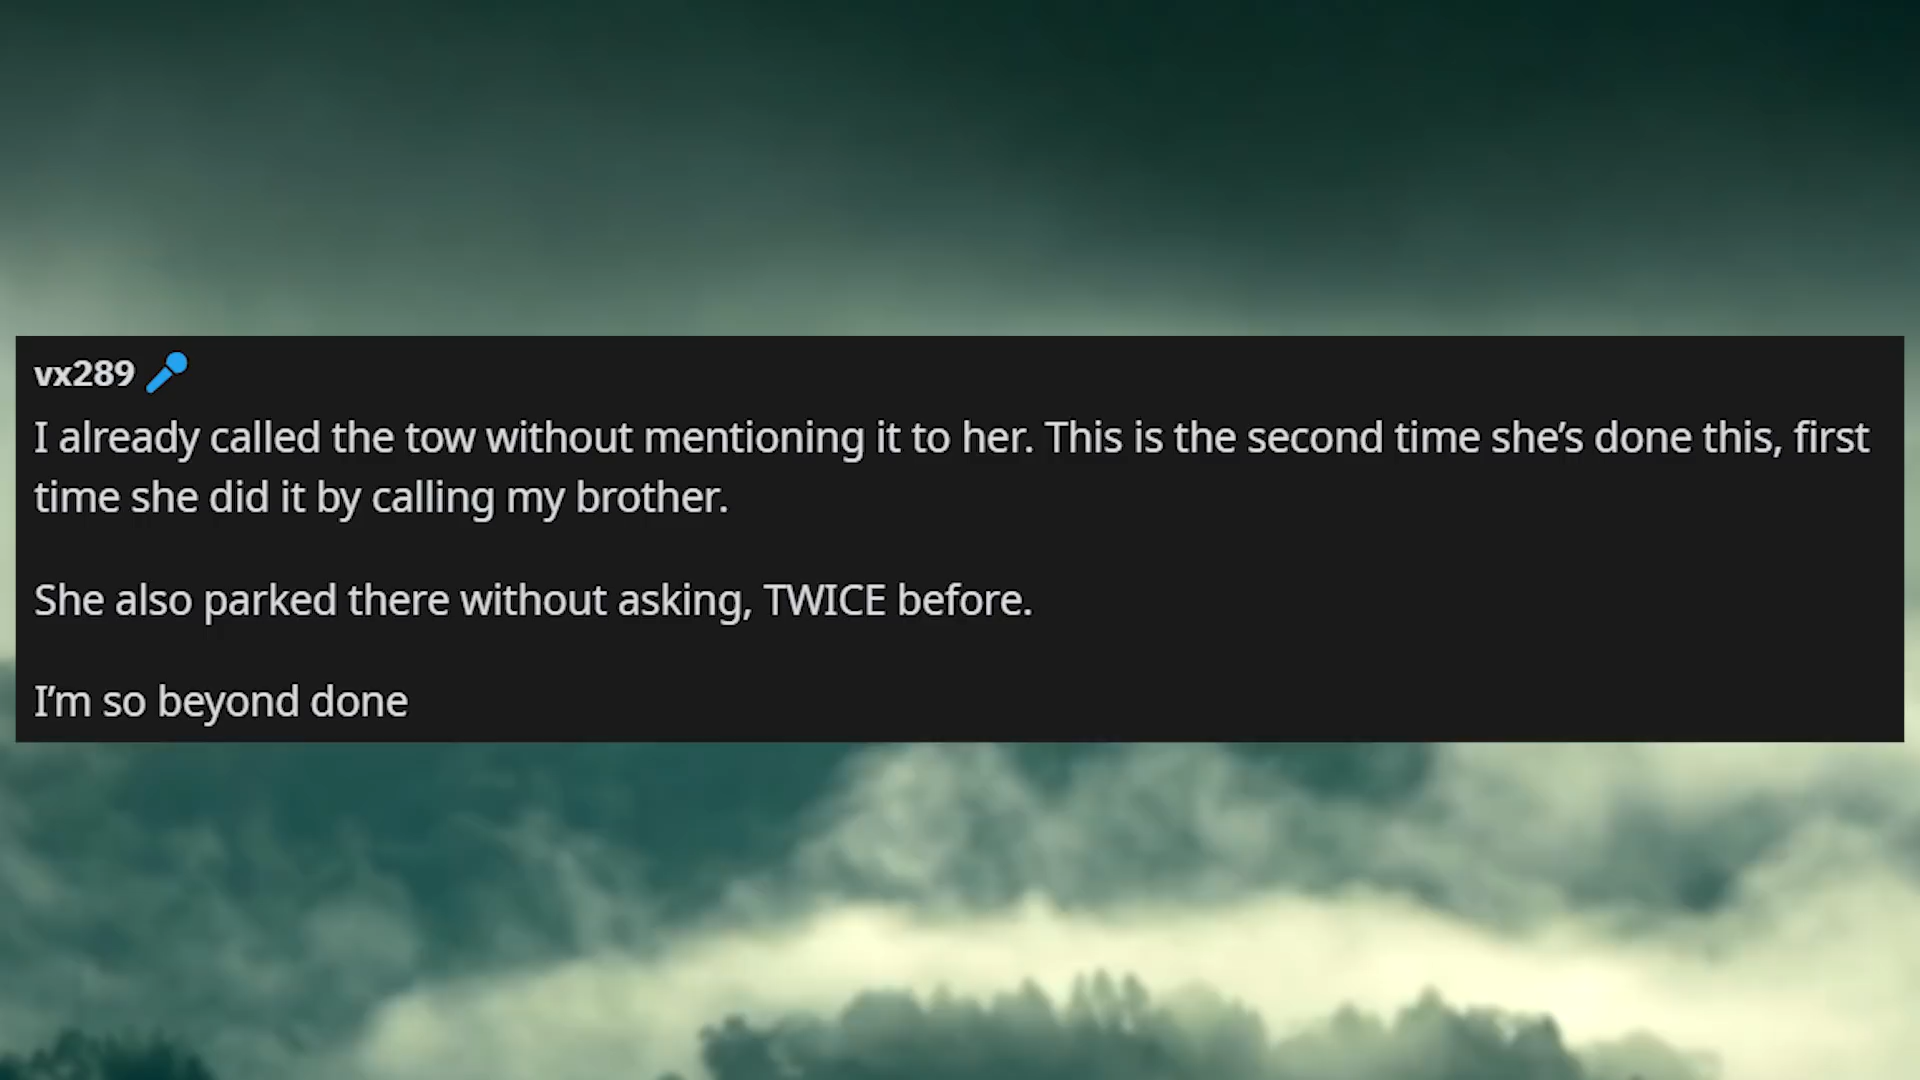 vx289
I already called the tow without mentioning it to her. This is the second time she’s done this, first
time she did it by calling my brother.
She also parked there without asking, TWICE before.
I’m so beyond done